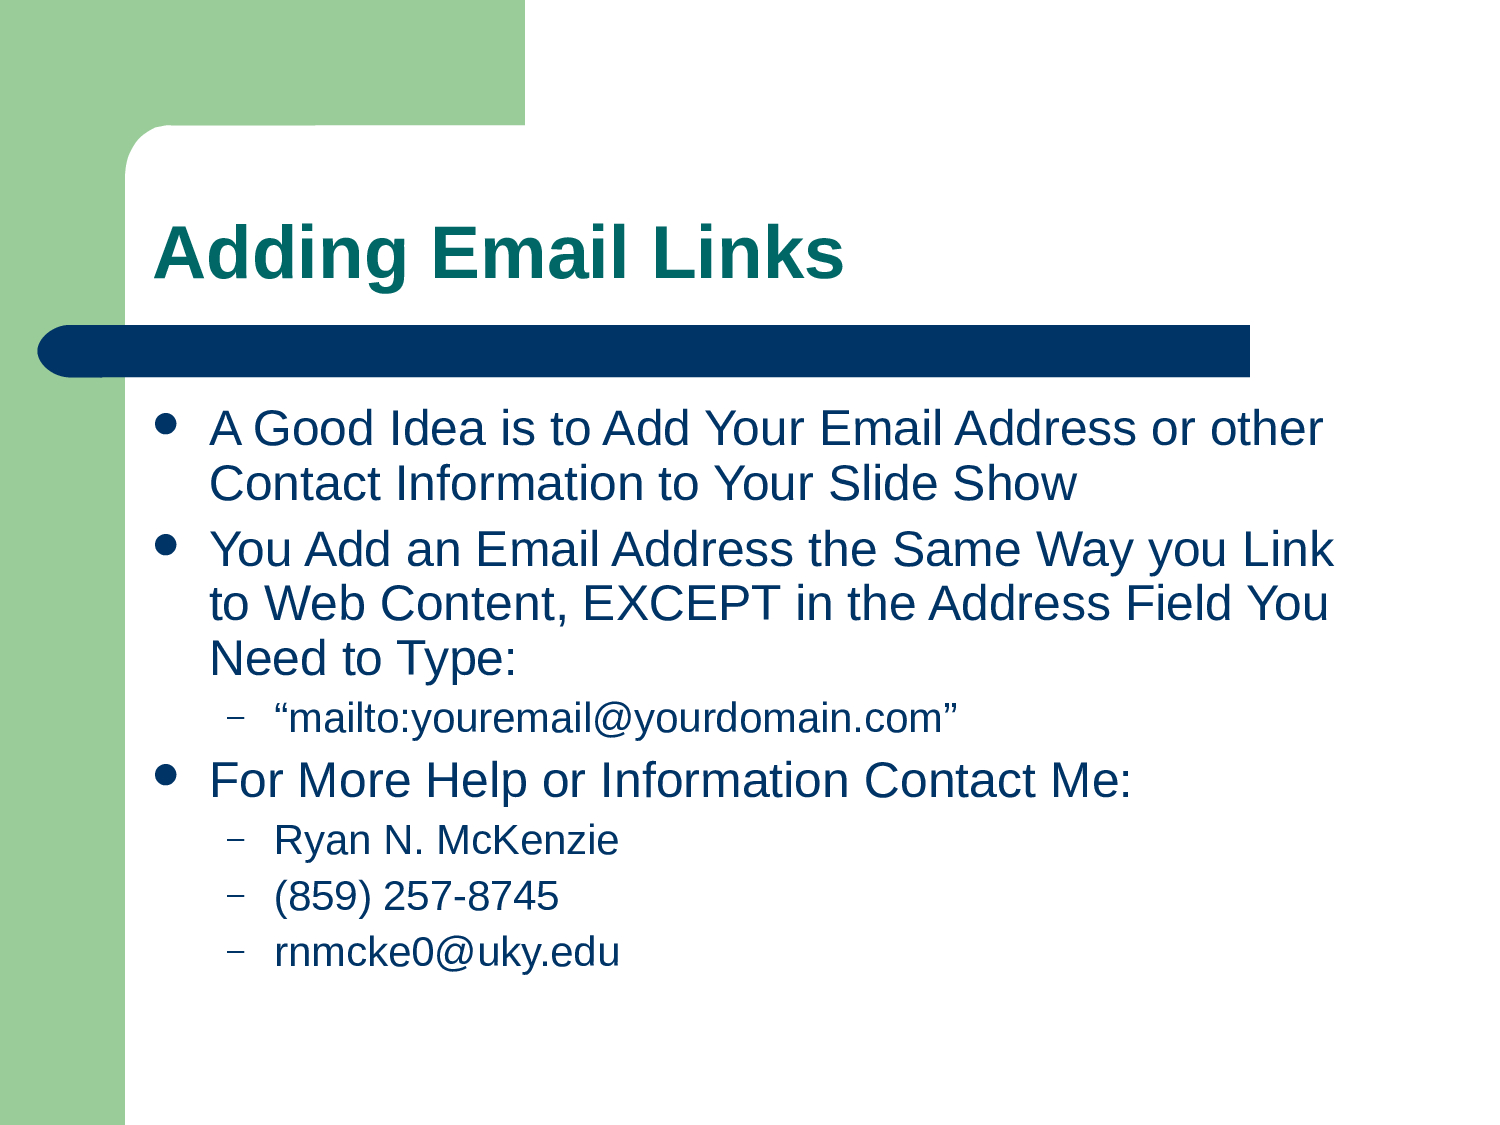 Adding Email Links
● A Good Idea is to Add Your Email Address or other
Contact Information to Your Slide Show
● You Add an Email Address the Same Way you Link
to Web Content, EXCEPT in the Address Field You
Need to Type:
– “mailto:youremail@yourdomain.com”
● For More Help or Information Contact Me:
– Ryan N. McKenzie
– (859) 257-8745
– rnmcke0@uky.edu